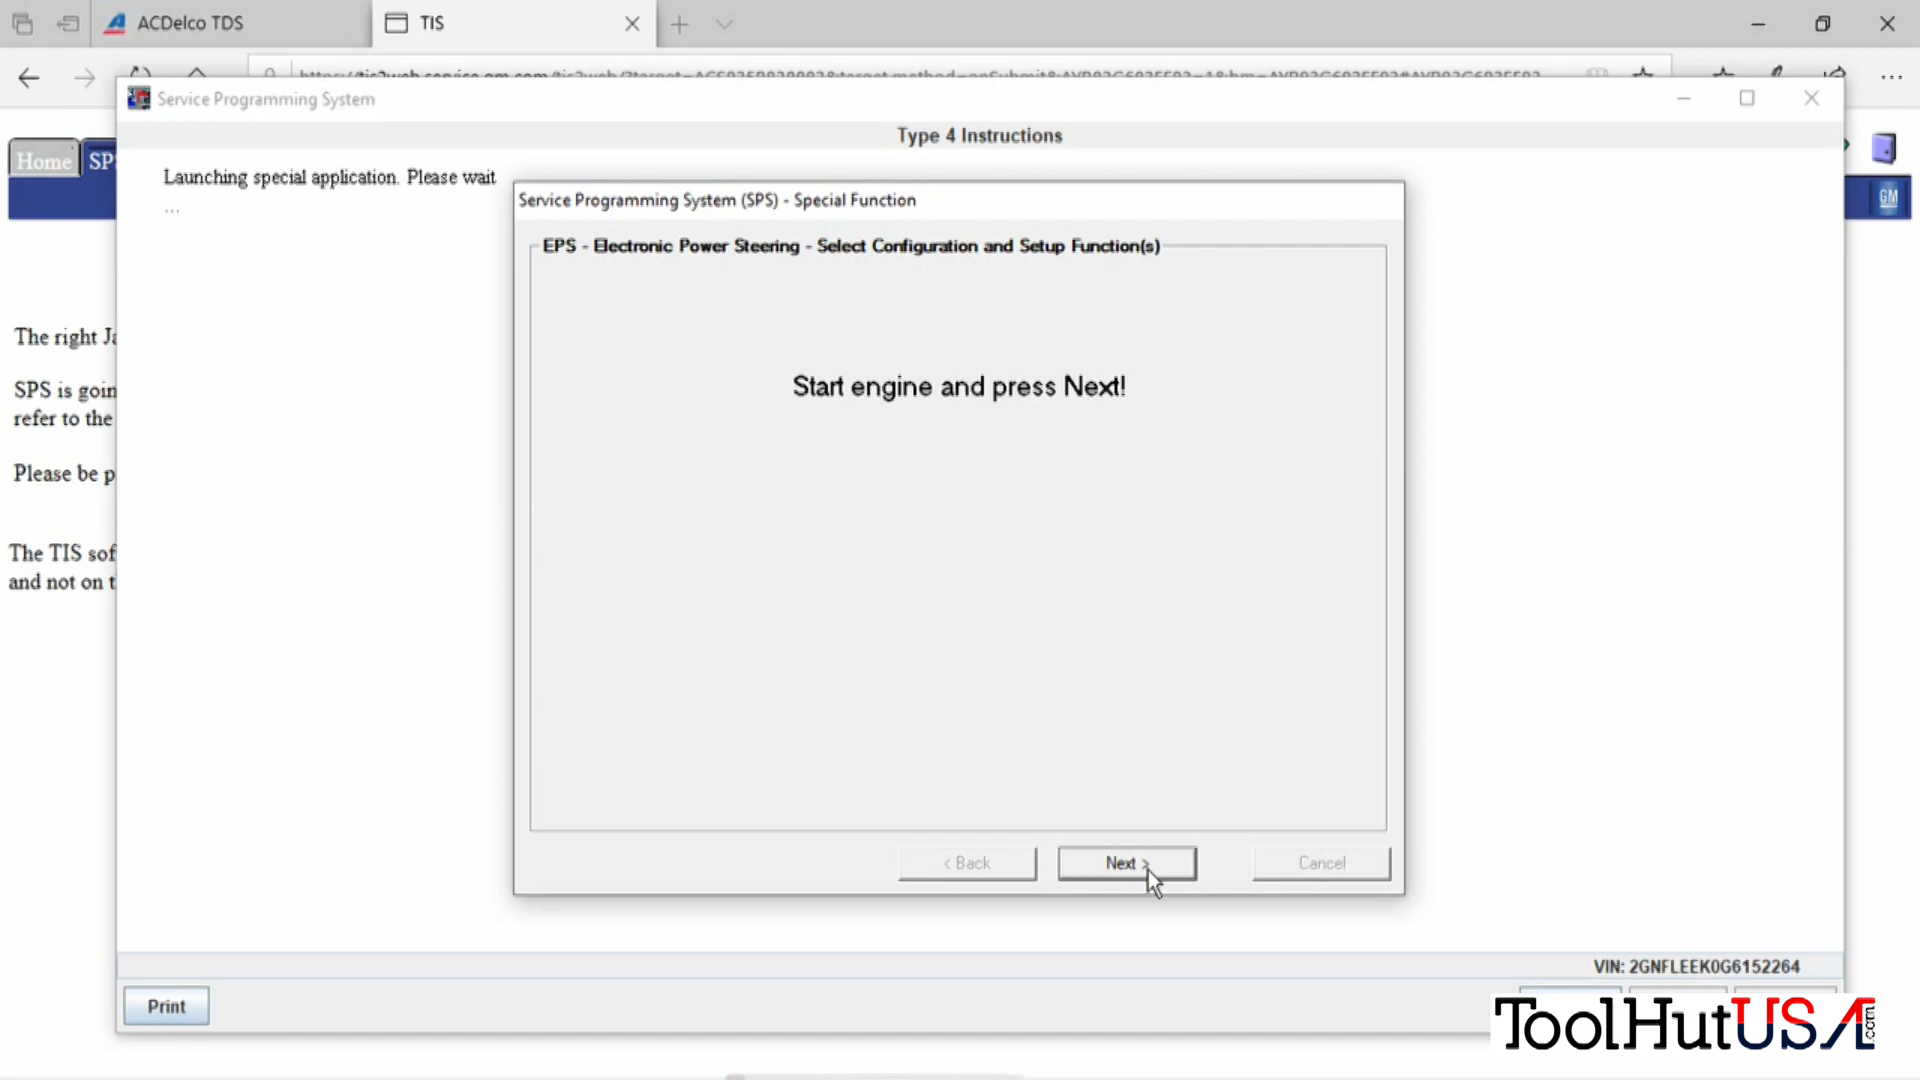 ACDelco TDS
TIS
Service Programming System
Type 4 Instructions
Home
SP
GM
Launching special application. Please wait
...
Service Programming System (SPS) - Special Function
EPS - Electronic Power Steering - Select Configuration and Setup Function(s)
Start engine and press Next!
The right Ja
SPS is goin
refer to the
Please be p
The TIS sof
and not on t
< Back
Next >
Cancel
VIN: 2GNFLEEK0G6152264
Print
ToolHutUSA.com